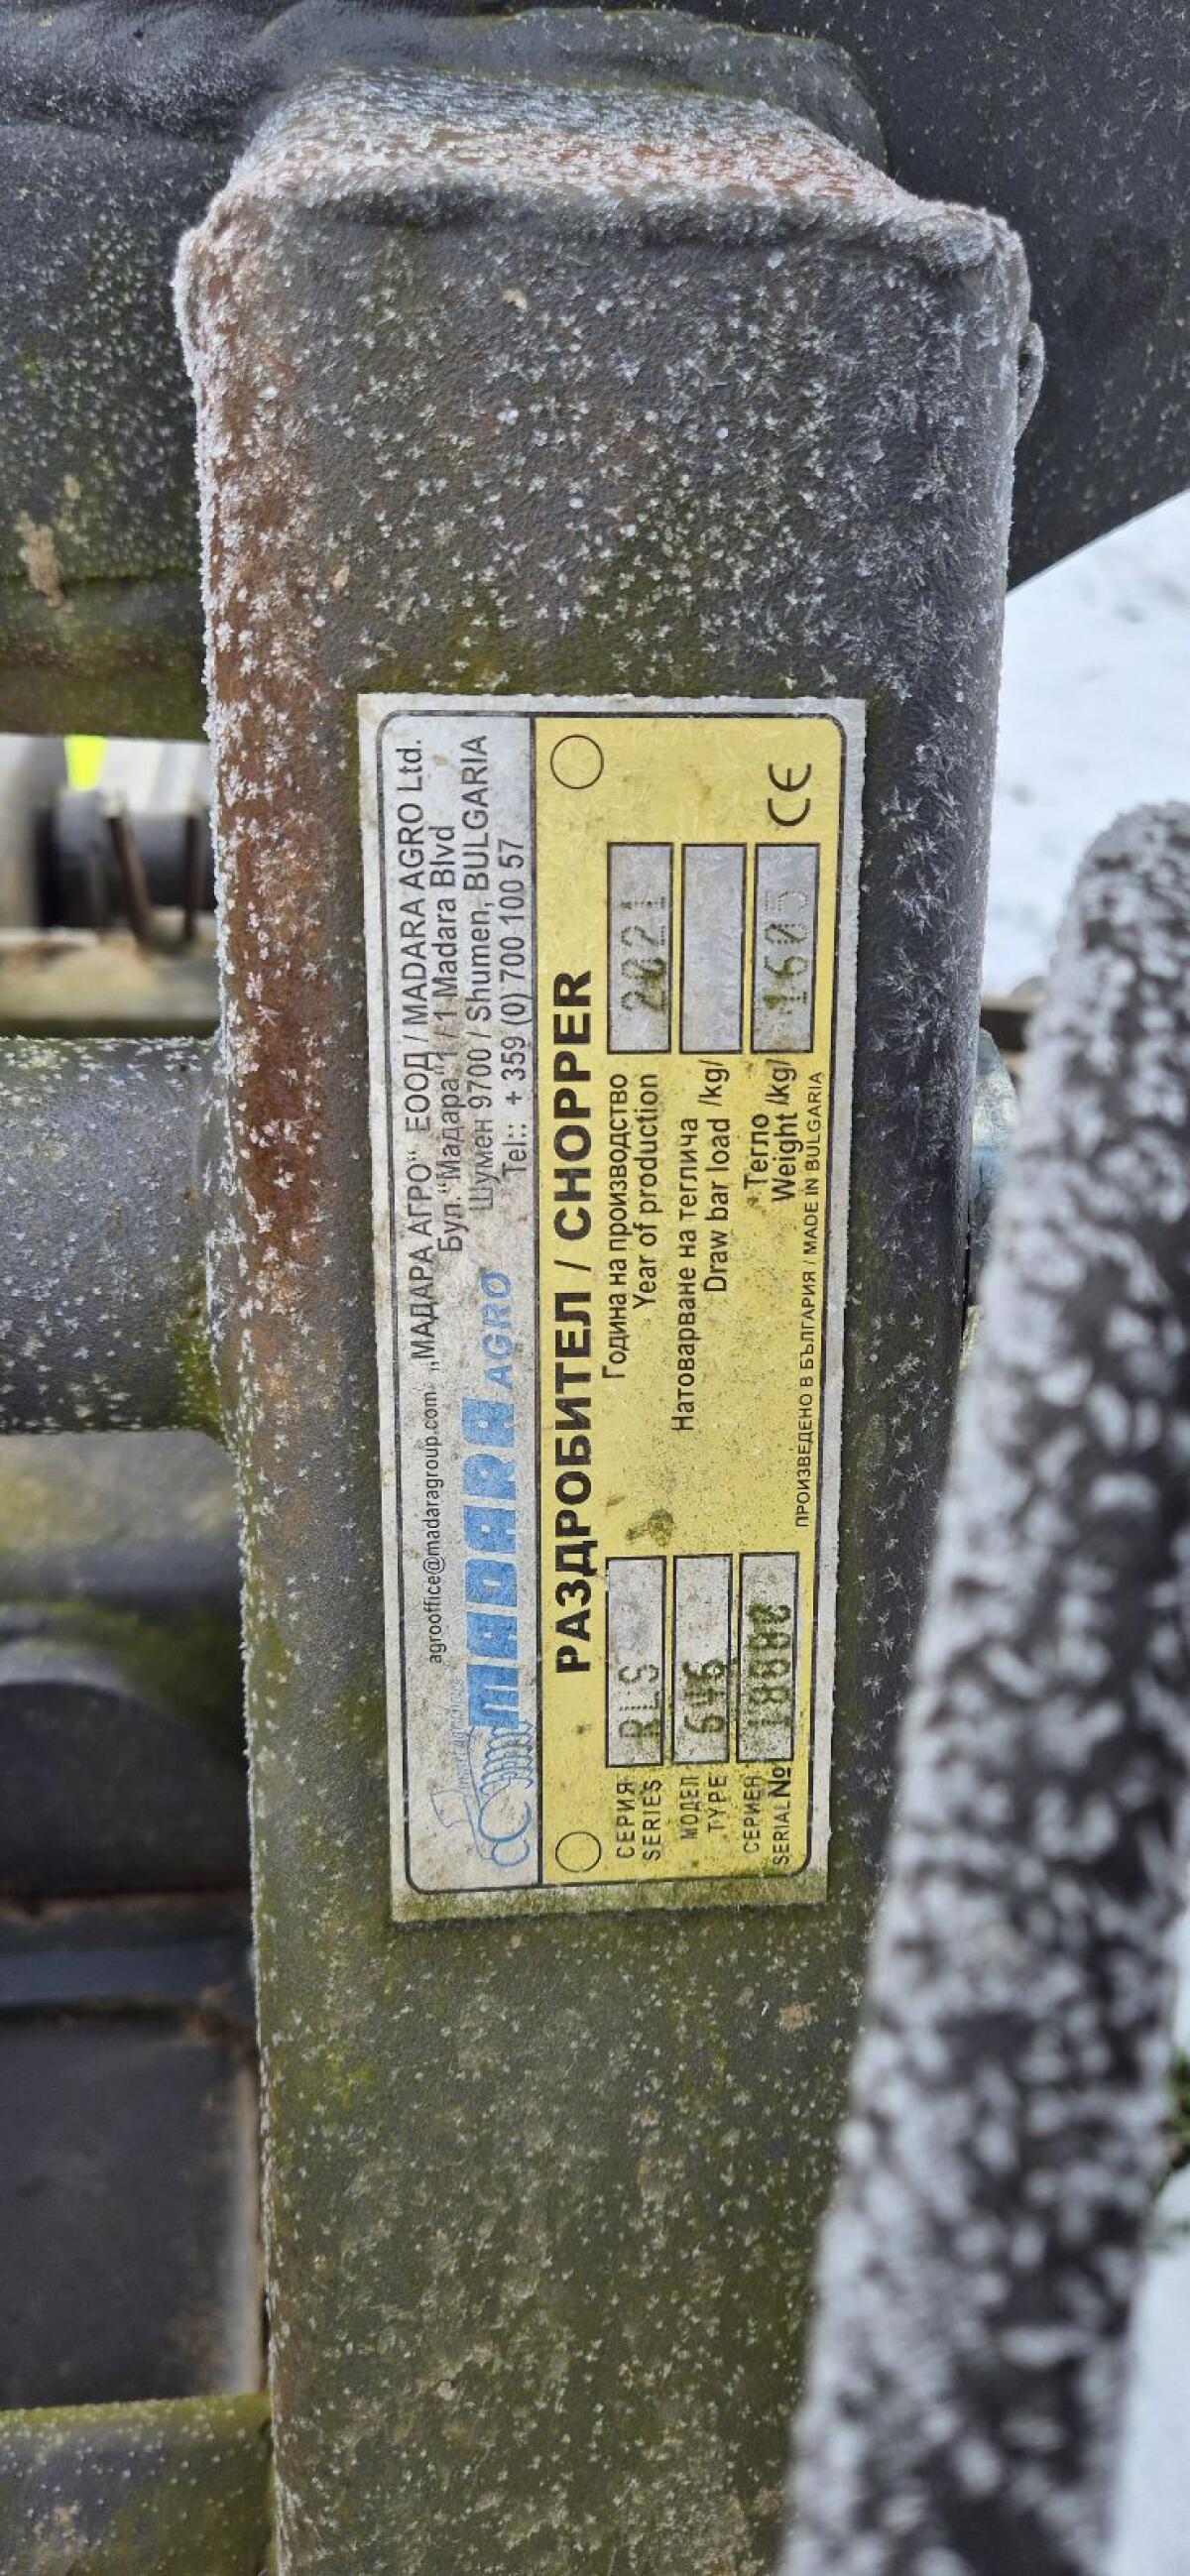 agrooffice@madaragroup.com
„МАДАРА АГРО“ ЕООД / MADARA AGRO Ltd.
Бул.“Мадара“1 / 1 Madara Blvd
Шумен 9700 / Shumen, BULGARIA
Tel:: + 359 (0) 700 100 57
MADARA AGRO
РАЗДРОБИТЕЛ / CHOPPER
СЕРИЯ
SERIES
RLS
Година на производство
Year of production
2021
МОДЕЛ
TYPE
Натоварване на теглича
Draw bar load /kg/
СЕРИЕН
SERIAL №
Тегло
Weight /kg/
1605
CE
ПРОИЗВЕДЕНО В БЪЛГАРИЯ / MADE IN BULGARIA